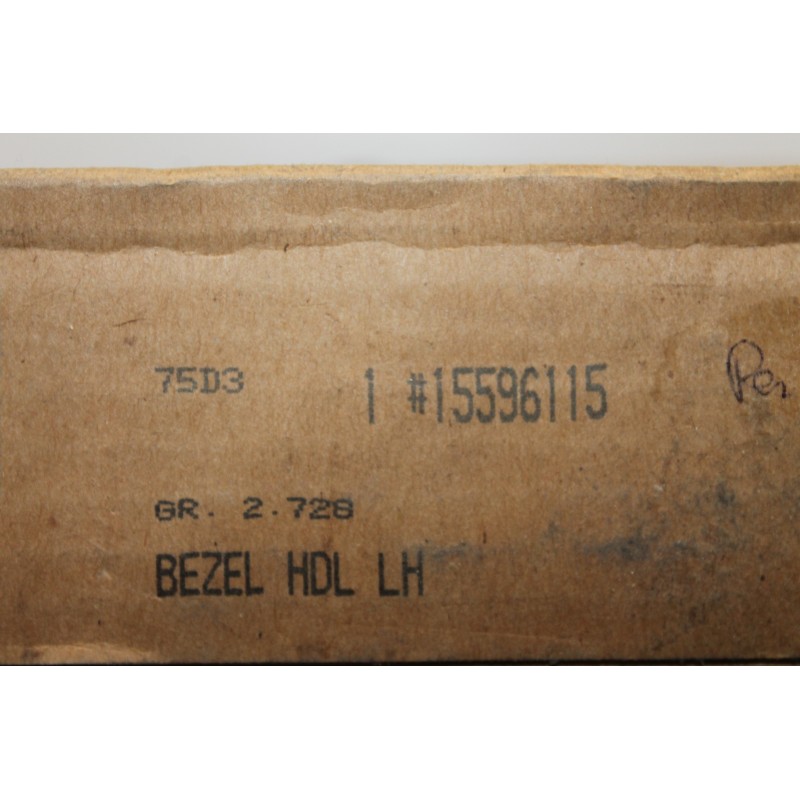 75D3 1 #15596115
GR. 2.728
BEZEL HDL LH